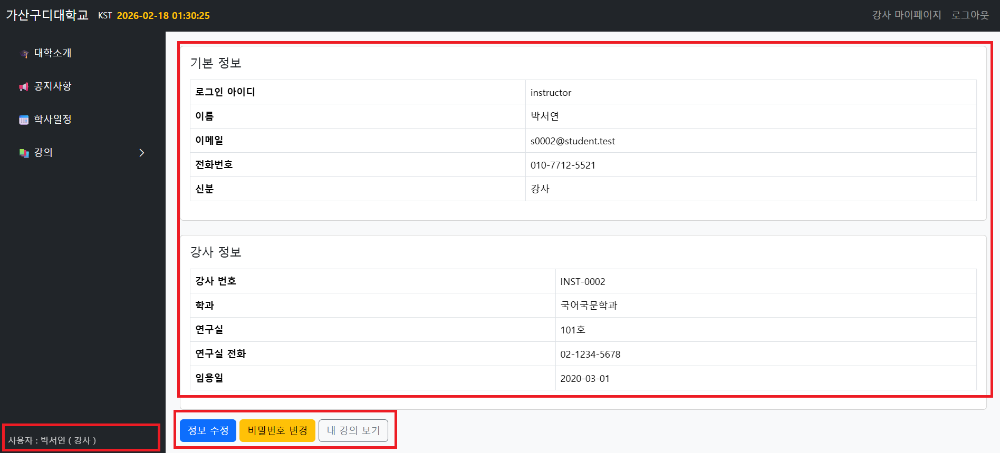 가산구디대학교 KST 2026-02-18 01:30:25 강사 마이페이지 로그아웃
대학소개
공지사항
학사일정
강의
기본 정보
로그인 아이디 instructor
이름 박서연
이메일 s0002@student.test
전화번호 010-7712-5521
신분 강사
강사 정보
강사 번호 INST-0002
학과 국어국문학과
연구실 101호
연구실 전화 02-1234-5678
임용일 2020-03-01
정보 수정 비밀번호 변경 내 강의 보기
사용자 : 박서연 ( 강사 )